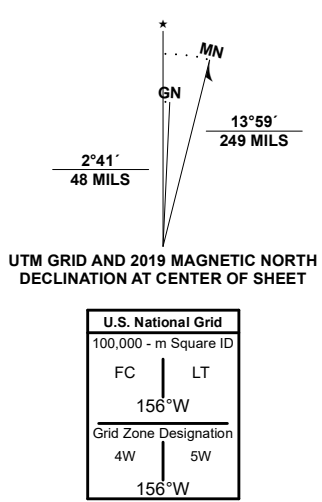 ★
MN
GN
13°59´
249 MILS
2°41´
48 MILS
UTM GRID AND 2019 MAGNETIC NORTH
DECLINATION AT CENTER OF SHEET
U.S. National Grid
100,000 - m Square ID
FC LT
156°W
Grid Zone Designation
4W 5W
156°W